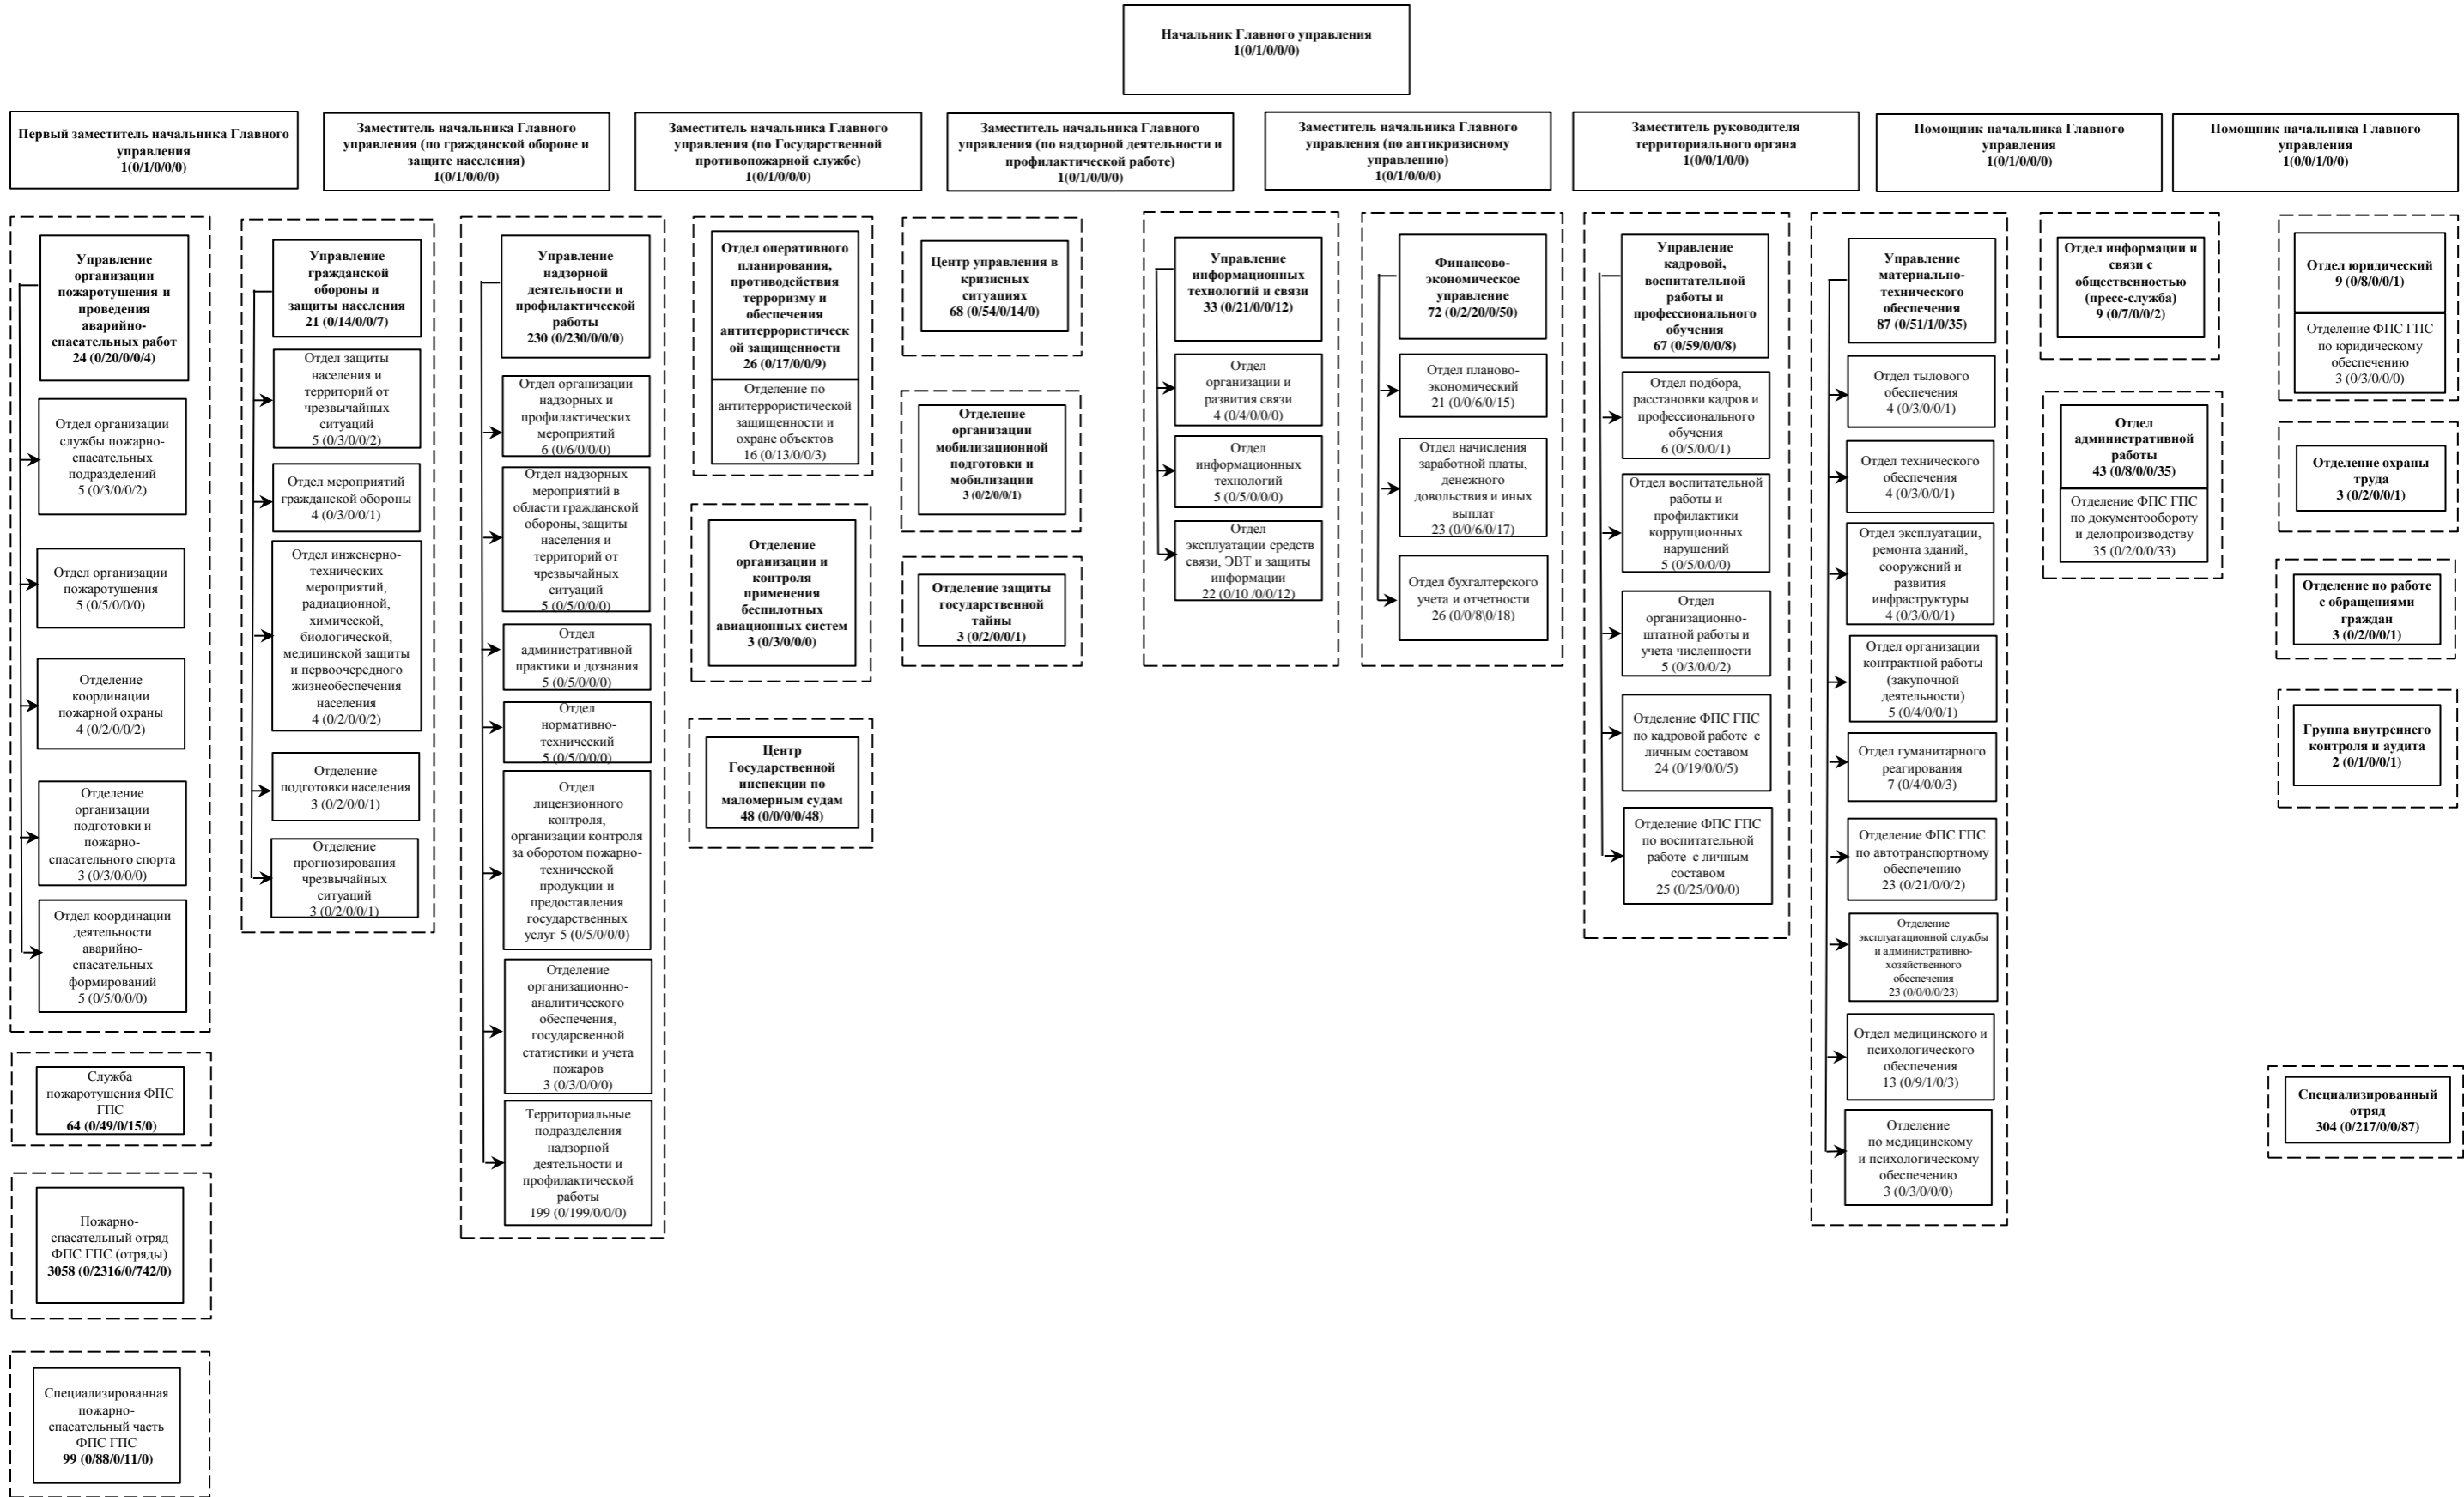 Начальник Главного управления
1(0/1/0/0/0)
Первый заместитель начальника Главного
управления
1(0/1/0/0/0)
Заместитель начальника Главного
управления (по гражданской обороне и
защите населения)
1(0/1/0/0/0)
Заместитель начальника Главного
управления (по Государственной
противопожарной службе)
1(0/1/0/0/0)
Заместитель начальника Главного
управления (по надзорной деятельности и
профилактической работе)
1(0/1/0/0/0)
Заместитель начальника Главного
управления (по антикризисному
управлению)
1(0/1/0/0/0)
Заместитель руководителя
территориального органа
1(0/0/1/0/0)
Помощник начальника Главного
управления
1(0/1/0/0/0)
Помощник начальника Главного
управления
1(0/0/1/0/0)
Управление
организации
пожаротушения и
проведения
аварийно-
спасательных работ
24 (0/20/0/0/4)
Отдел организации
службы пожарно-
спасательных
подразделений
5 (0/3/0/0/2)
Отдел организации
пожаротушения
5 (0/5/0/0/0)
Отделение
координации
пожарной охраны
4 (0/2/0/0/2)
Отделение
организации
подготовки и
пожарно-
спасательного спорта
3 (0/3/0/0/0)
Отдел координации
деятельности
аварийно-
спасательных
формирований
5 (0/5/0/0/0)
Служба
пожаротушения ФПС
ГПС
64 (0/49/0/15/0)
Пожарно-
спасательный отряд
ФПС ГПС (отряды)
3058 (0/2316/0/742/0)
Специализированная
пожарно-
спасательный часть
ФПС ГПС
99 (0/88/0/11/0)
Управление
гражданской
обороны и
защиты населения
21 (0/14/0/0/7)
Отдел защиты
населения и
территорий от
чрезвычайных
ситуаций
5 (0/3/0/0/2)
Отдел мероприятий
гражданской обороны
4 (0/3/0/0/1)
Отдел инженерно-
технических
мероприятий,
радиационной,
химической,
биологической,
медицинской защиты
и первоочередного
жизнеобеспечения
населения
4 (0/2/0/0/2)
Отделение
подготовки населения
3 (0/2/0/0/1)
Отделение
прогнозирования
чрезвычайных
ситуаций
3 (0/2/0/0/1)
Управление
надзорной
деятельности и
профилактической
работы
230 (0/230/0/0/0)
Отдел организации
надзорных и
профилактических
мероприятий
6 (0/6/0/0/0)
Отдел надзорных
мероприятий в
области гражданской
обороны, защиты
населения и
территорий от
чрезвычайных
ситуаций
5 (0/5/0/0/0)
Отдел
административной
практики и дознания
5 (0/5/0/0/0)
Отдел
нормативно-
технический
5 (0/5/0/0/0)
Отдел
лицензионного
контроля,
организации контроля
за оборотом пожарно-
технической
продукции и
предоставления
государственных
услуг 5 (0/5/0/0/0)
Отделение
организационно-
аналитического
обеспечения,
государсвенной
статистики и учета
пожаров
3 (0/3/0/0/0)
Территориальные
подразделения
надзорной
деятельности и
профилактической
работы
199 (0/199/0/0/0)
Отдел оперативного
планирования,
противодействия
терроризму и
обеспечения
антитеррористическ
ой защищенности
26 (0/17/0/0/9)
Отделение по
антитеррористической
защищенности и
охране объектов
16 (0/13/0/0/3)
Отделение
организации и
контроля
применения
беспилотных
авиационных систем
3 (0/3/0/0/0)
Центр
Государственной
инспекции по
маломерным судам
48 (0/0/0/0/48)
Центр управления в
кризисных
ситуациях
68 (0/54/0/14/0)
Отделение
организации
мобилизационной
подготовки и
мобилизации
3 (0/2/0/0/1)
Отделение защиты
государственной
тайны
3 (0/2/0/0/1)
Управление
информационных
технологий и связи
33 (0/21/0/0/12)
Отдел
организации и
развития связи
4 (0/4/0/0/0)
Отдел
информационных
технологий
5 (0/5/0/0/0)
Отдел
эксплуатации средств
связи, ЭВТ и защиты
информации
22 (0/10 /0/0/12)
Финансово-
экономическое
управление
72 (0/2/20/0/50)
Отдел планово-
экономический
21 (0/0/6/0/15)
Отдел начисления
заработной платы,
денежного
довольствия и иных
выплат
23 (0/0/6/0/17)
Отдел бухгалтерского
учета и отчетности
26 (0/0/8\0/18)
Управление
кадровой,
воспитательной
работы и
профессионального
обучения
67 (0/59/0/0/8)
Отдел подбора,
расстановки кадров и
профессионального
обучения
6 (0/5/0/0/1)
Отдел воспитательной
работы и
профилактики
коррупционных
нарушений
5 (0/5/0/0/0)
Отдел
организационно-
штатной работы и
учета численности
5 (0/3/0/0/2)
Отделение ФПС ГПС
по кадровой работе с
личным составом
24 (0/19/0/0/5)
Отделение ФПС ГПС
по воспитательной
работе с личным
составом
25 (0/25/0/0/0)
Управление
материально-
технического
обеспечения
87 (0/51/1/0/35)
Отдел тылового
обеспечения
4 (0/3/0/0/1)
Отдел технического
обеспечения
4 (0/3/0/0/1)
Отдел эксплуатации,
ремонта зданий,
сооружений и
развития
инфраструктуры
4 (0/3/0/0/1)
Отдел организации
контрактной работы
(закупочной
деятельности)
5 (0/4/0/0/1)
Отдел гуманитарного
реагирования
7 (0/4/0/0/3)
Отделение ФПС ГПС
по автотранспортному
обеспечению
23 (0/21/0/0/2)
Отделение
эксплуатационной службы
и административно-
хозяйственного
обеспечения
23 (0/0/0/0/23)
Отдел медицинского и
психологического
обеспечения
13 (0/9/1/0/3)
Отделение
по медицинскому
и психологическому
обеспечению
3 (0/3/0/0/0)
Отдел информации и
связи с
общественностью
(пресс-служба)
9 (0/7/0/0/2)
Отдел
административной
работы
43 (0/8/0/0/35)
Отделение ФПС ГПС
по документообороту
и делопроизводству
35 (0/2/0/0/33)
Отдел юридический
9 (0/8/0/0/1)
Отделение ФПС ГПС
по юридическому
обеспечению
3 (0/3/0/0/0)
Отделение охраны
труда
3 (0/2/0/0/1)
Отделение по работе
с обращениями
граждан
3 (0/2/0/0/1)
Группа внутреннего
контроля и аудита
2 (0/1/0/0/1)
Специализированный
отряд
304 (0/217/0/0/87)